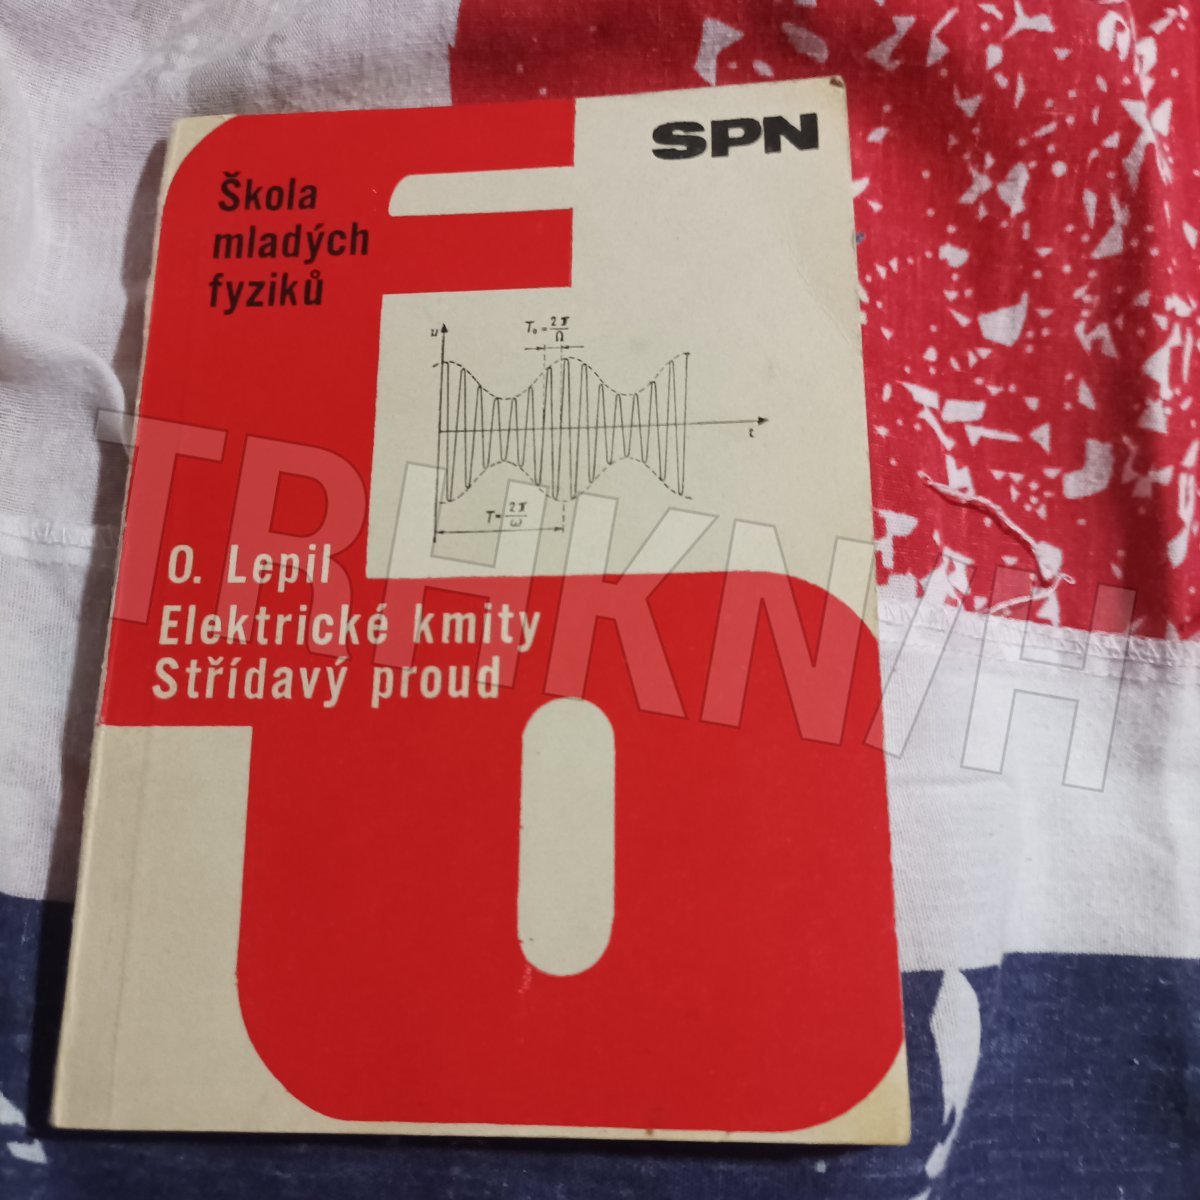 SPN
Škola
mladých
fyziků
u
T₀=2π/Ω
t
T=2π/ω
O. Lepil
Elektrické kmity
Střídavý proud
TRHKNIH